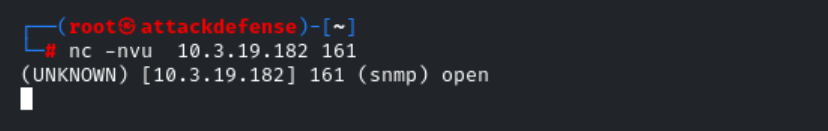 ┌──(root㉿attackdefense)-[~]
└─# nc -nvu  10.3.19.182 161
(UNKNOWN) [10.3.19.182] 161 (snmp) open